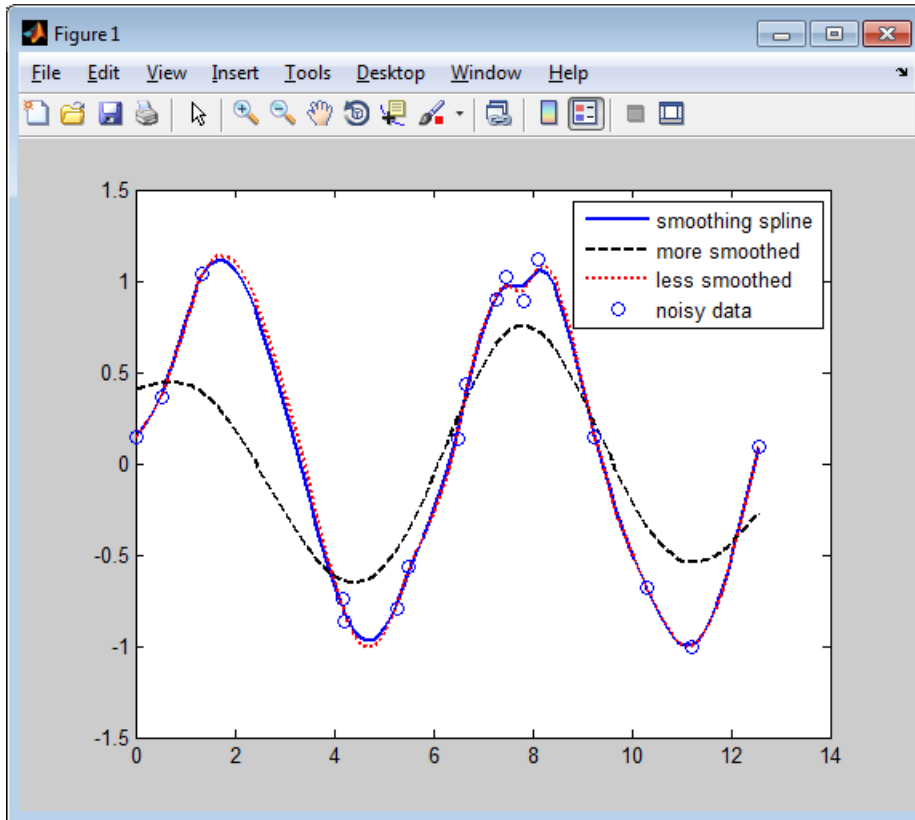 Figure 1
File Edit View Insert Tools Desktop Window Help
1.5
1
0.5
0
-0.5
-1
-1.5
0 2 4 6 8 10 12 14
smoothing spline
more smoothed
less smoothed
noisy data